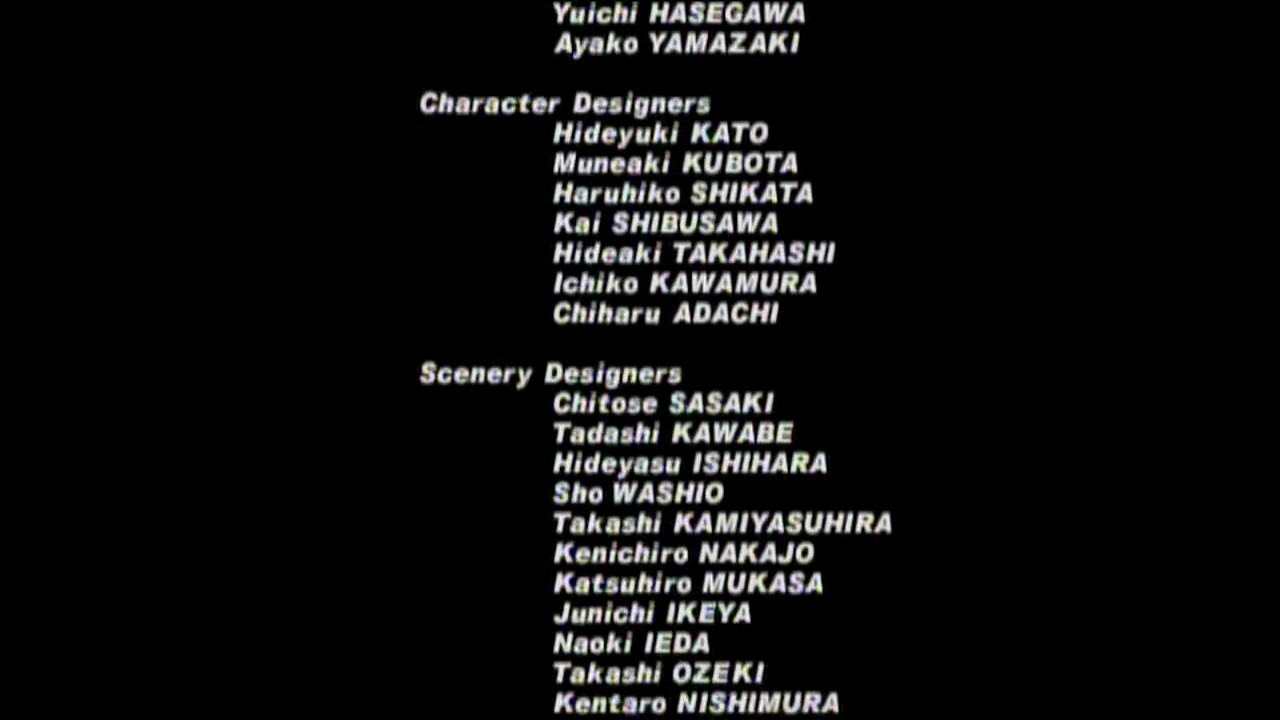 Yuichi HASEGAWA
Ayako YAMAZAKI
Character Designers
Hideyuki KATO
Muneaki KUBOTA
Haruhiko SHIKATA
Kai SHIBUSAWA
Hideaki TAKAHASHI
Ichiko KAWAMURA
Chiharu ADACHI
Scenery Designers
Chitose SASAKI
Tadashi KAWABE
Hideyasu ISHIHARA
Sho WASHIO
Takashi KAMIYASUHIRA
Kenichiro NAKAJO
Katsuhiro MUKASA
Junichi IKEYA
Naoki IEDA
Takashi OZEKI
Kentaro NISHIMURA